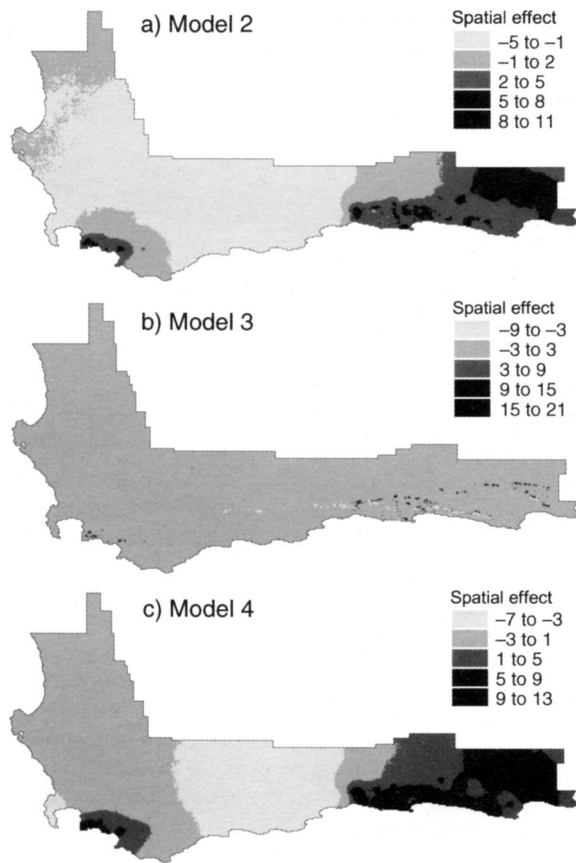 a) Model 2
Spatial effect
–5 to –1
–1 to 2
2 to 5
5 to 8
8 to 11
b) Model 3
Spatial effect
–9 to –3
–3 to 3
3 to 9
9 to 15
15 to 21
c) Model 4
Spatial effect
–7 to –3
–3 to 1
1 to 5
5 to 9
9 to 13